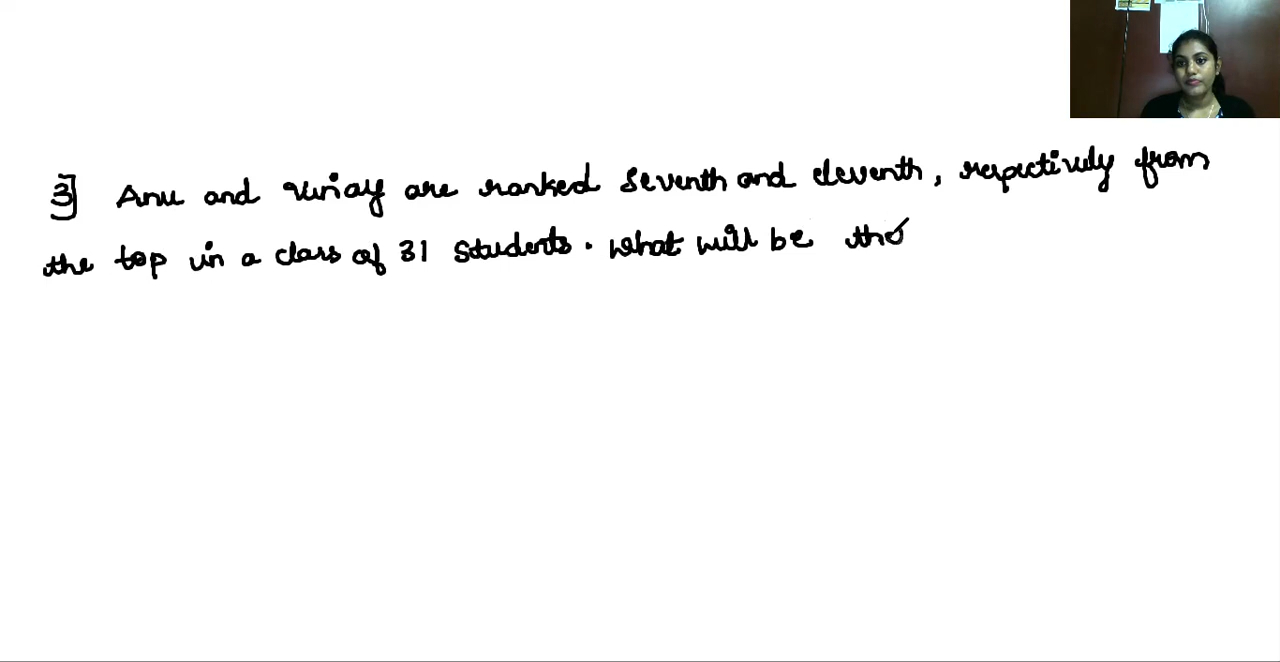 3] Anu and Vinay are ranked seventh and eleventh, repectively from
the top in a class of 31 students. What will be the